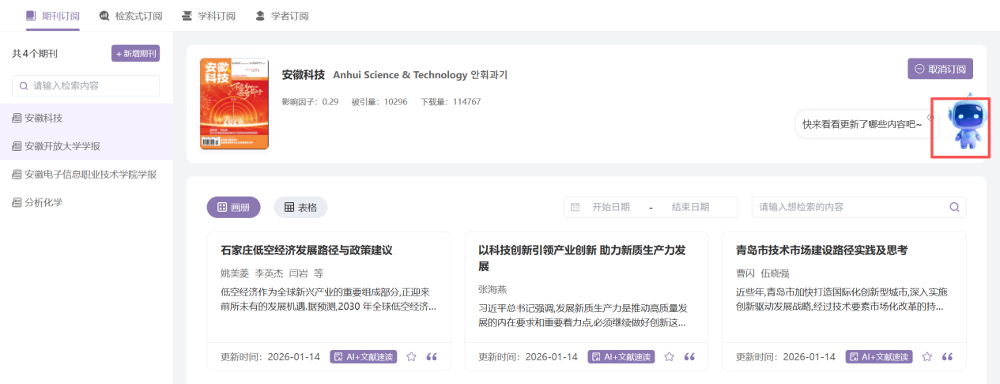 期刊订阅 检索式订阅 学科订阅 学者订阅
共4个期刊 + 新增期刊
请输入检索内容
安徽科技
安徽开放大学学报
安徽电子信息职业技术学院学报
分析化学
安徽
科技
安徽科技 Anhui Science & Technology 안휘과기
取消订阅
影响因子：0.29 被引量：10296 下载量：114767
快来看看更新了哪些内容吧~
画册 表格 开始日期 - 结束日期 请输入想检索的内容
石家庄低空经济发展路径与政策建议
姚美菱 李英杰 闫岩 等
低空经济作为全球新兴产业的重要组成部分,正迎来
前所未有的发展机遇.据预测,2030 年全球低空经济济...
更新时间：2026-01-14 AI+文献速读
以科技创新引领产业创新 助力新质生产力发
展
张海燕
习近平总书记强调,发展新质生产力是推动高质量发
展的内在要求和重要着力点,必须继续做好创新这...
更新时间：2026-01-14 AI+文献速读
青岛市技术市场建设路径实践及思考
曹闪 伍晓强
近些年,青岛市加快打造国际化创新型城市,深入实施
创新驱动发展战略,经过技术要素市场化改革的持...
更新时间：2026-01-14 AI+文献速读